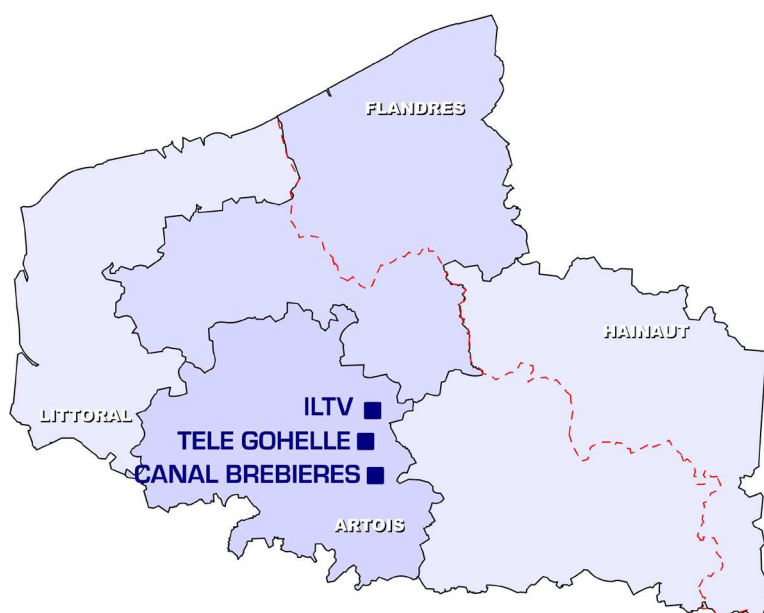 FLANDRES
HAINAUT
ILTV
LITTORAL
TELE GOHELLE
CANAL BREBIERES
ARTOIS